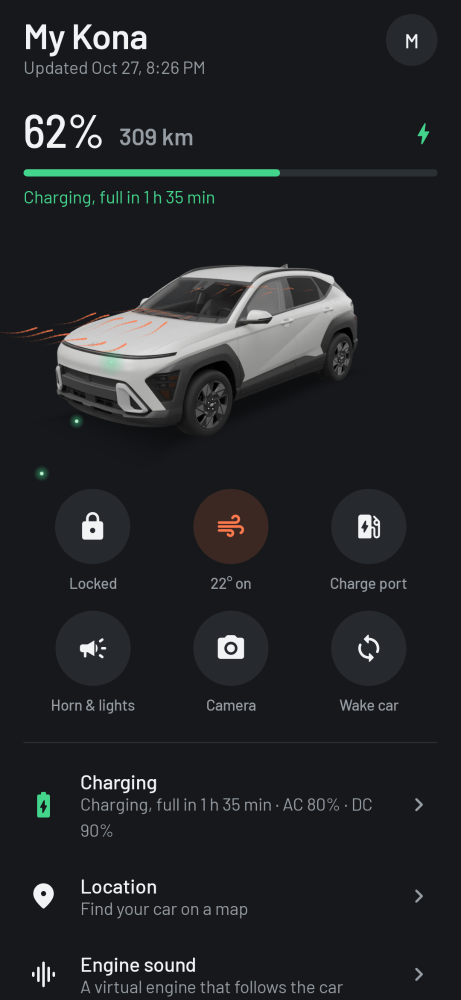 My Kona
M
Updated Oct 27, 8:26 PM
62% 309 km
Charging, full in 1 h 35 min
Locked
22° on
Charge port
Horn & lights
Camera
Wake car
Charging
Charging, full in 1 h 35 min · AC 80% · DC
90%
Location
Find your car on a map
Engine sound
A virtual engine that follows the car